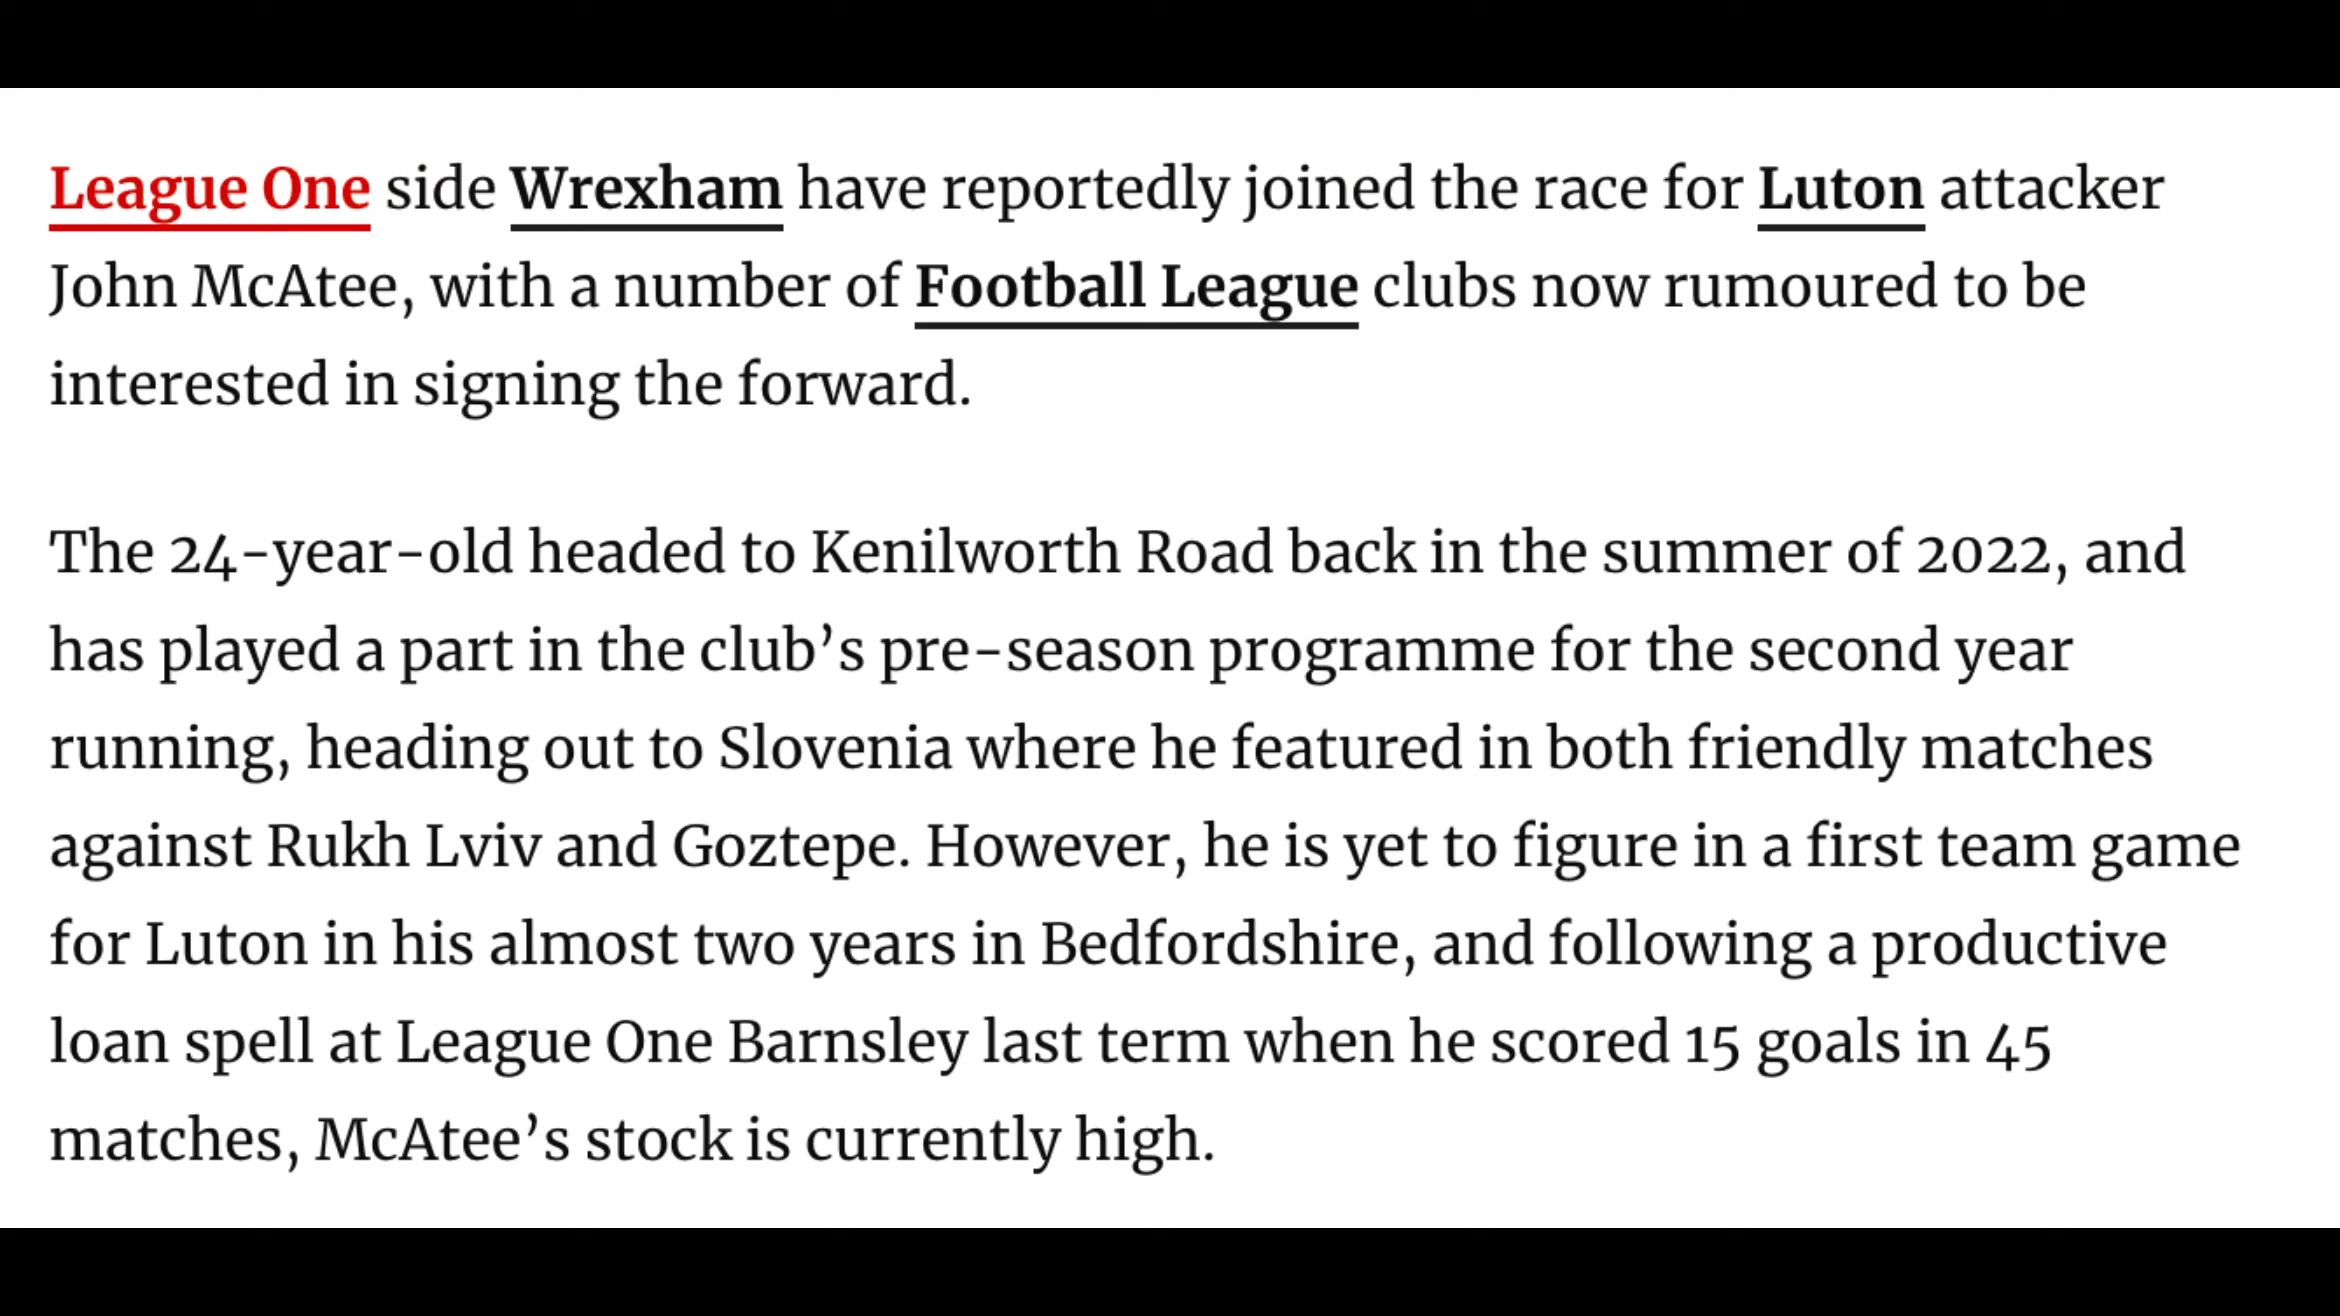 League One side Wrexham have reportedly joined the race for Luton attacker
John McAtee, with a number of Football League clubs now rumoured to be
interested in signing the forward.
The 24-year-old headed to Kenilworth Road back in the summer of 2022, and
has played a part in the club’s pre-season programme for the second year
running, heading out to Slovenia where he featured in both friendly matches
against Rukh Lviv and Goztepe. However, he is yet to figure in a first team game
for Luton in his almost two years in Bedfordshire, and following a productive
loan spell at League One Barnsley last term when he scored 15 goals in 45
matches, McAtee’s stock is currently high.